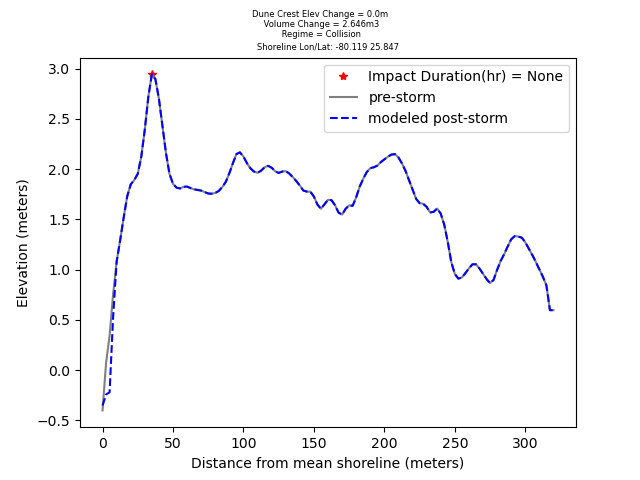 Dune Crest Elev Change = 0.0m
Volume Change = 2.646m3
Regime = Collision
Shoreline Lon/Lat: -80.119 25.847
Impact Duration(hr) = None
pre-storm
modeled post-storm
3.0
2.5
2.0
1.5
1.0
0.5
0.0
−0.5
Elevation (meters)
0 50 100 150 200 250 300
Distance from mean shoreline (meters)